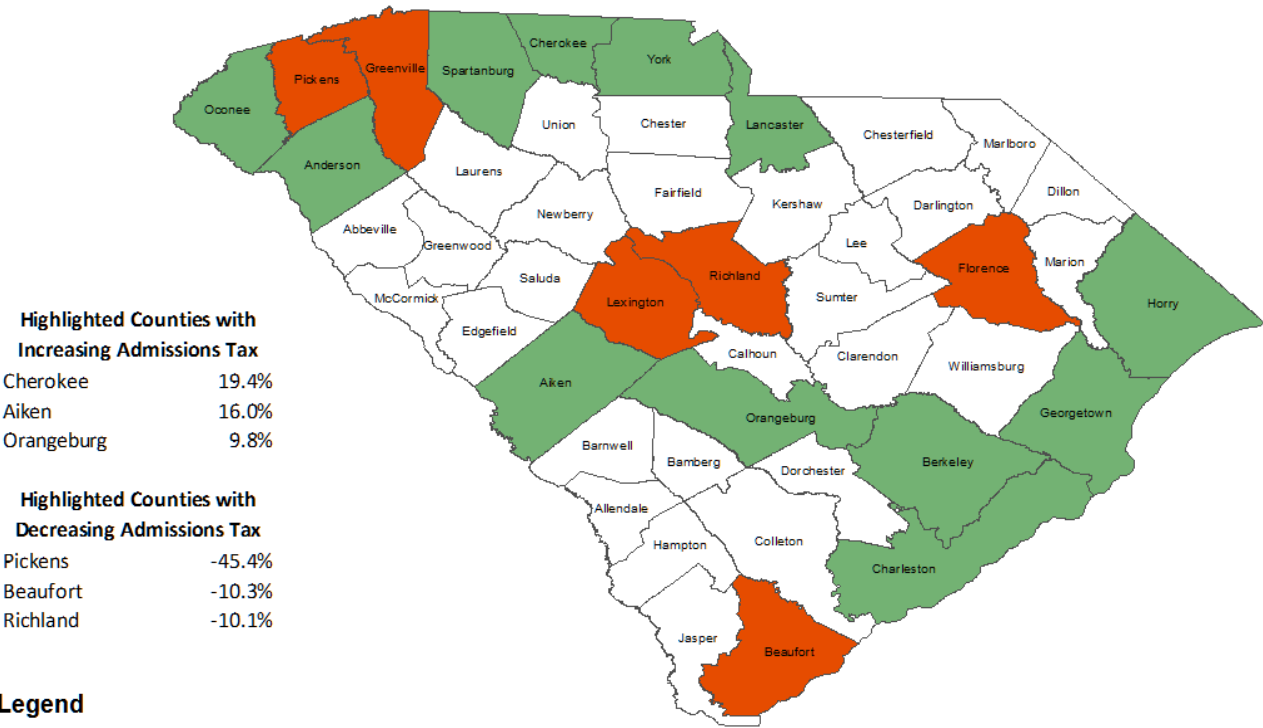 Cherokee
York
Greenville
Spartanburg
Pickens
Oconee
Union
Chester
Lancaster
Chesterfield
Marlboro
Anderson
Laurens
Fairfield
Kershaw
Darlington
Dillon
Newberry
Abbeville
Greenwood
Lee
Marion
Florence
Richland
Saluda
McCormick
Lexington
Sumter
Horry
Edgefield
Calhoun
Clarendon
Williamsburg
Aiken
Orangeburg
Georgetown
Barnwell
Bamberg
Dorchester
Berkeley
Allendale
Hampton
Colleton
Charleston
Jasper
Beaufort
Highlighted Counties with
Increasing Admissions Tax
Cherokee 19.4%
Aiken 16.0%
Orangeburg 9.8%
Highlighted Counties with
Decreasing Admissions Tax
Pickens -45.4%
Beaufort -10.3%
Richland -10.1%
Legend